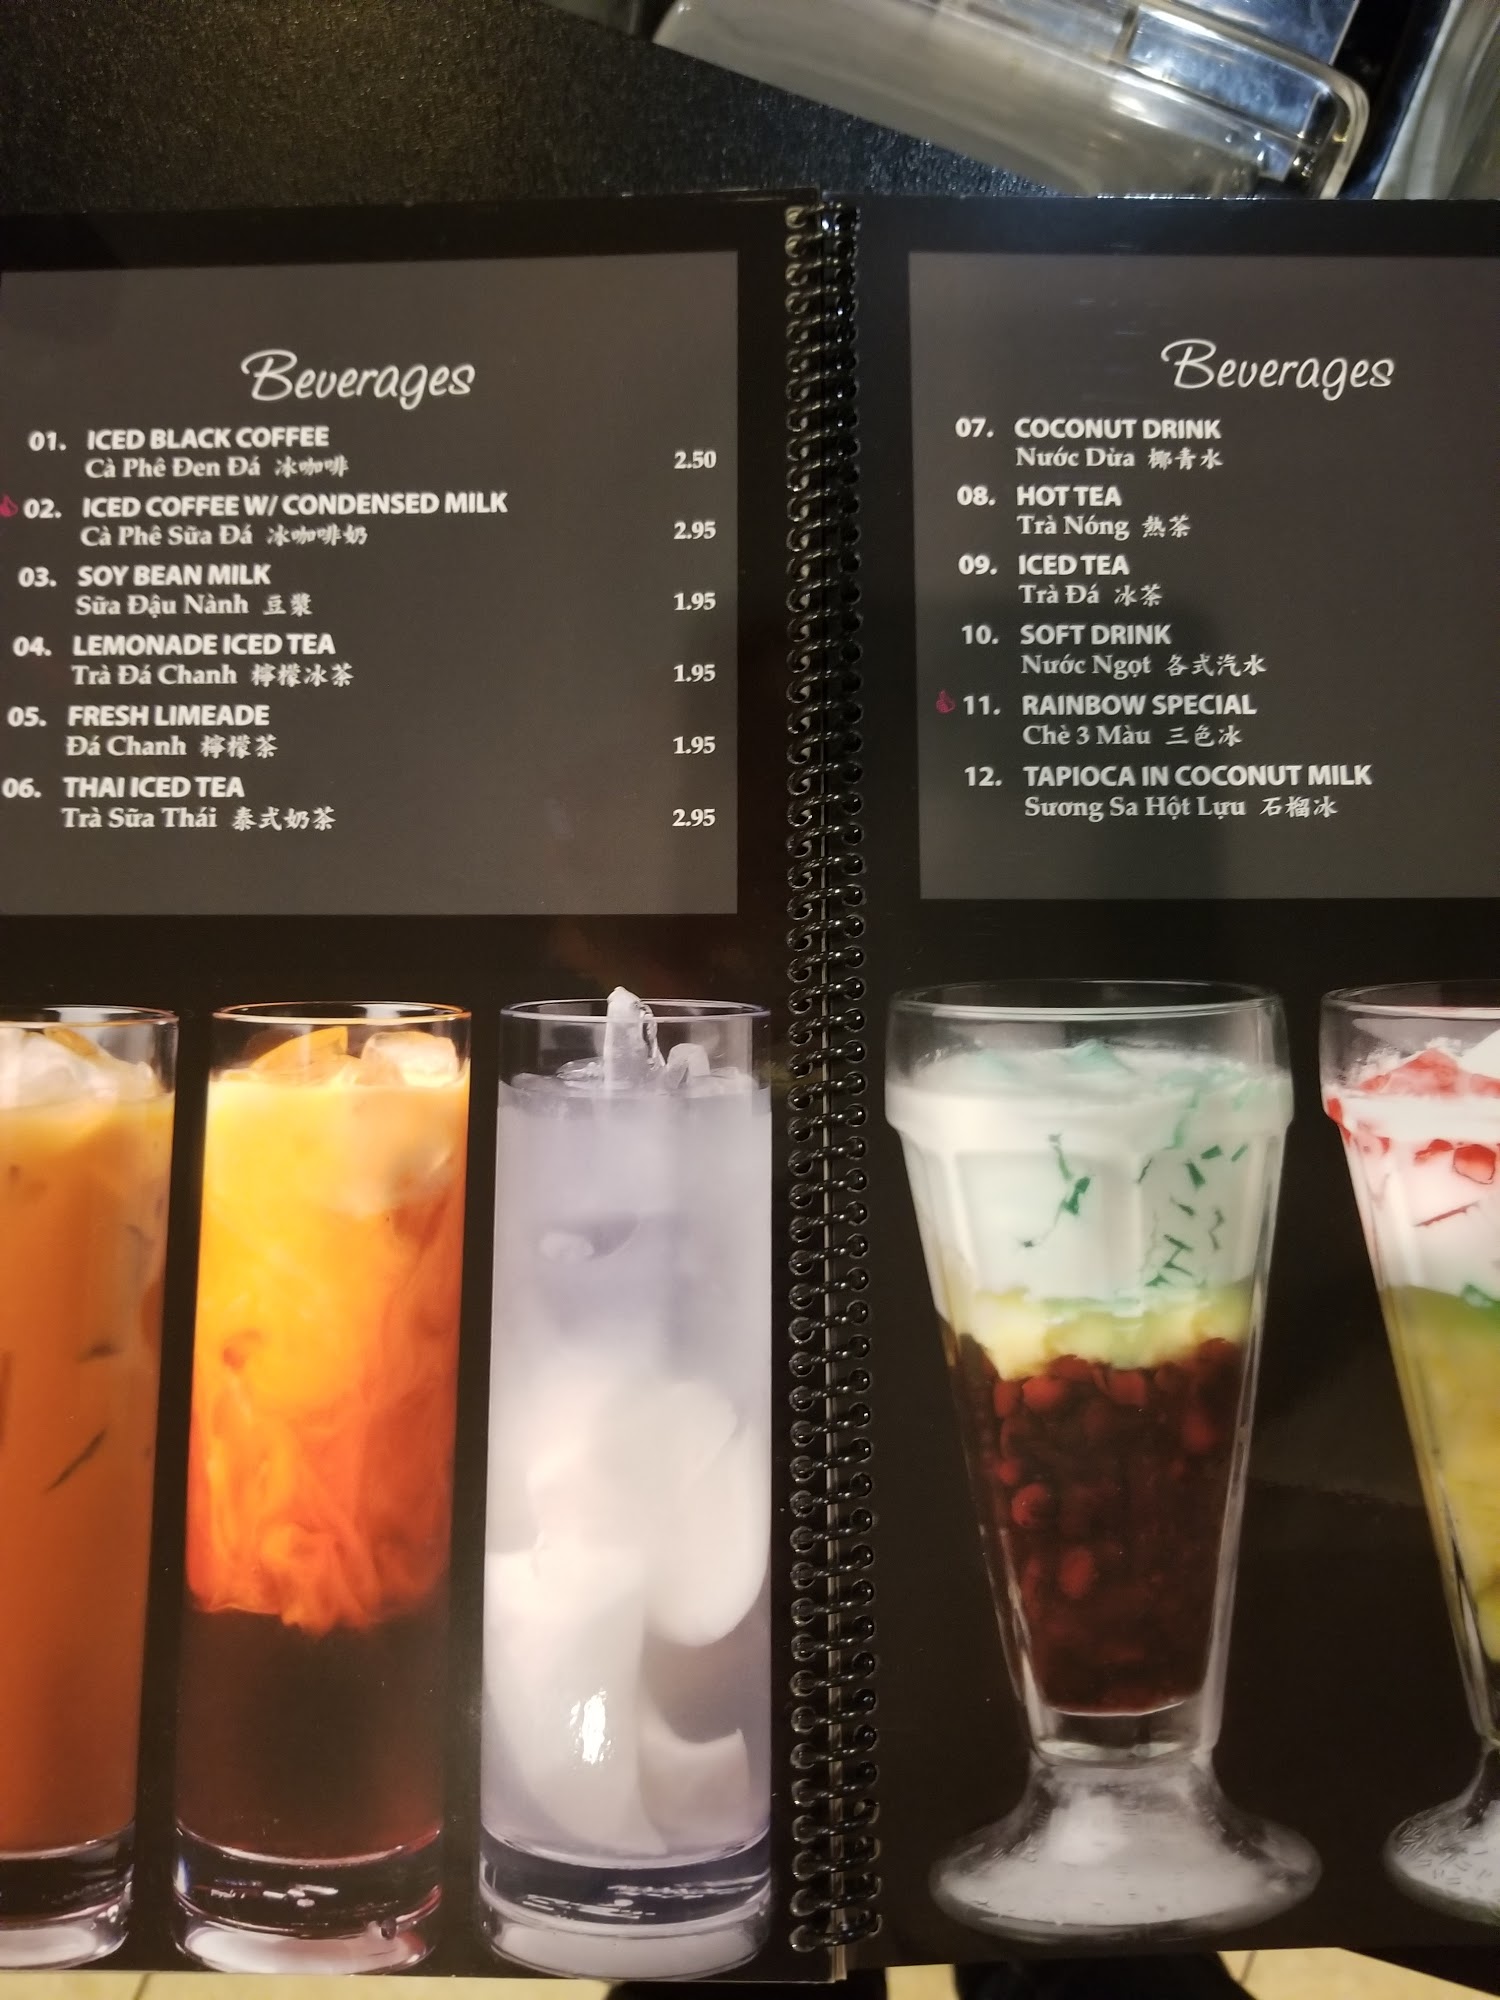 Beverages
01. ICED BLACK COFFEE
Cà Phê Đen Đá 冰咖啡 2.50
02. ICED COFFEE W/ CONDENSED MILK
Cà Phê Sữa Đá 冰咖啡奶 2.95
03. SOY BEAN MILK
Sữa Đậu Nành 豆漿 1.95
04. LEMONADE ICED TEA
Trà Đá Chanh 檸檬冰茶 1.95
05. FRESH LIMEADE
Đá Chanh 檸檬茶 1.95
06. THAI ICED TEA
Trà Sữa Thái 泰式奶茶 2.95
Beverages
07. COCONUT DRINK
Nước Dừa 椰青水
08. HOT TEA
Trà Nóng 熱茶
09. ICED TEA
Trà Đá 冰茶
10. SOFT DRINK
Nước Ngọt 各式汽水
11. RAINBOW SPECIAL
Chè 3 Màu 三色冰
12. TAPIOCA IN COCONUT MILK
Sương Sa Hột Lựu 石榴冰